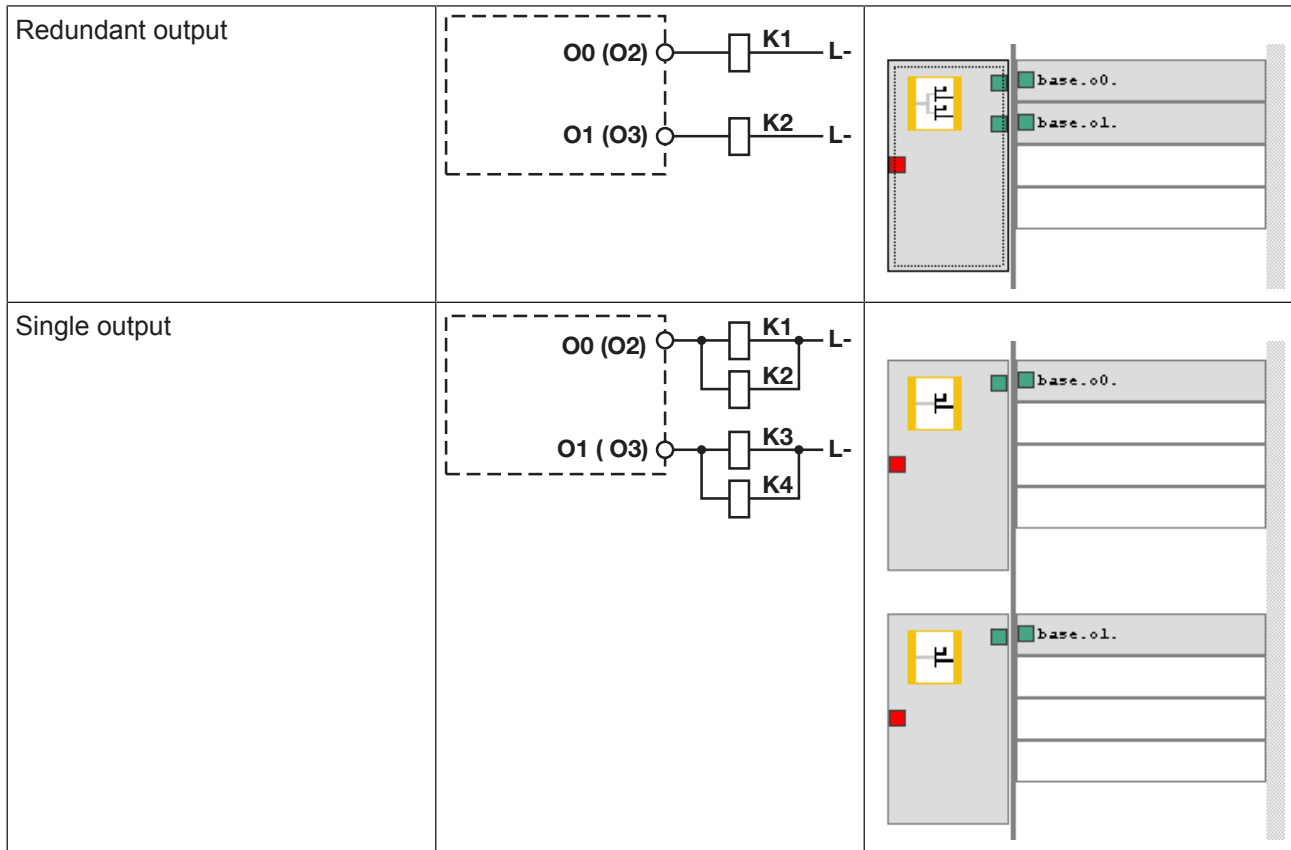 Redundant output
O0 (O2) K1 L-
O1 (O3) K2 L-
base.o0.
base.o1.
Single output
O0 (O2) K1 L-
K2
O1 ( O3) K3 L-
K4
base.o0.
base.o1.